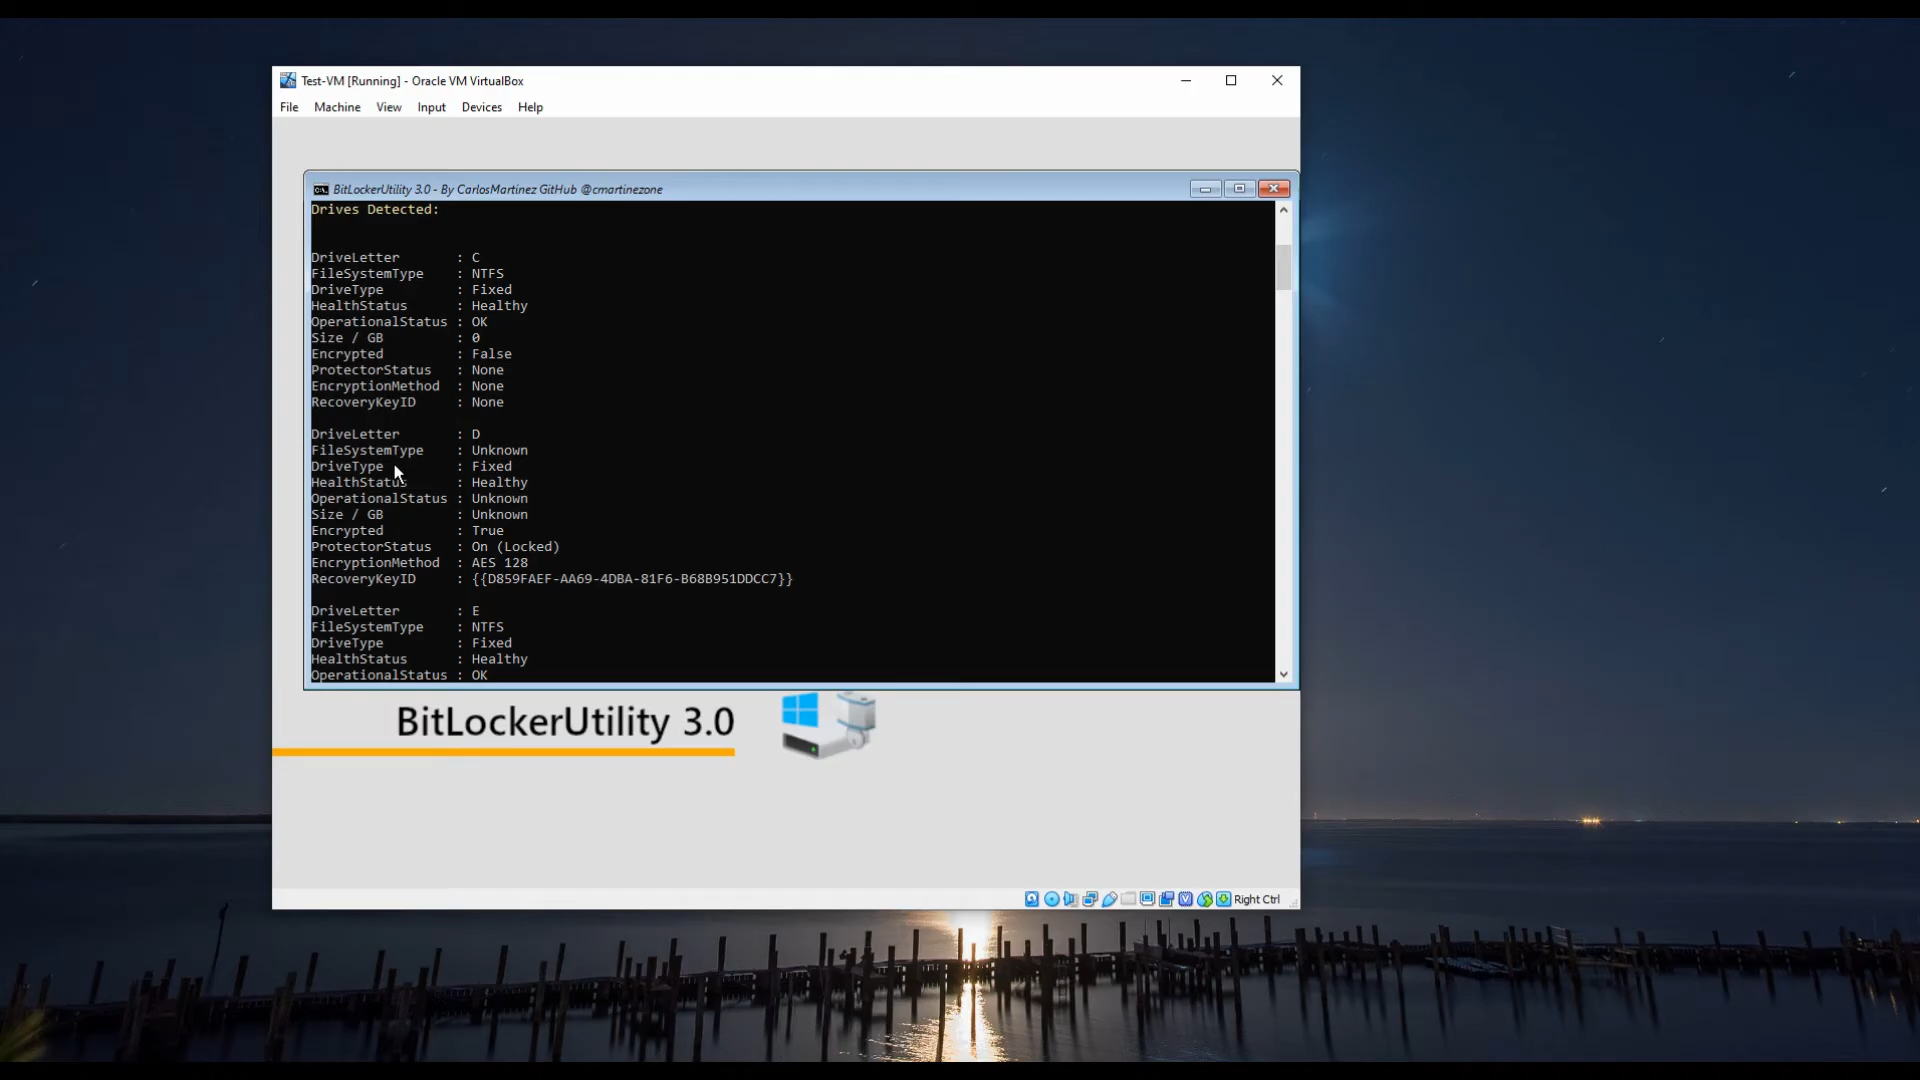 Test-VM [Running] - Oracle VM VirtualBox
File Machine View Input Devices Help
BitLockerUtility 3.0 - By CarlosMartinez GitHub @cmartinezone
Drives Detected:
DriveLetter : C
FileSystemType : NTFS
DriveType : Fixed
HealthStatus : Healthy
OperationalStatus : OK
Size / GB : 0
Encrypted : False
ProtectorStatus : None
EncryptionMethod : None
RecoveryKeyID : None
DriveLetter : D
FileSystemType : Unknown
DriveType : Fixed
HealthStatus : Healthy
OperationalStatus : Unknown
Size / GB : Unknown
Encrypted : True
ProtectorStatus : On (Locked)
EncryptionMethod : AES 128
RecoveryKeyID : {{D859FAEF-AA69-4DBA-81F6-B68B951DDCC7}}
DriveLetter : E
FileSystemType : NTFS
DriveType : Fixed
HealthStatus : Healthy
OperationalStatus : OK
BitLockerUtility 3.0
Right Ctrl